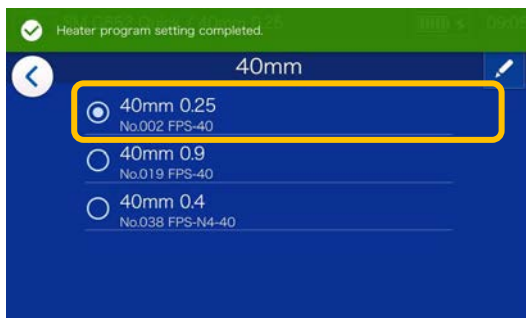 Heater program setting completed.
40mm
40mm 0.25
No.002 FPS-40
40mm 0.9
No.019 FPS-40
40mm 0.4
No.038 FPS-N4-40